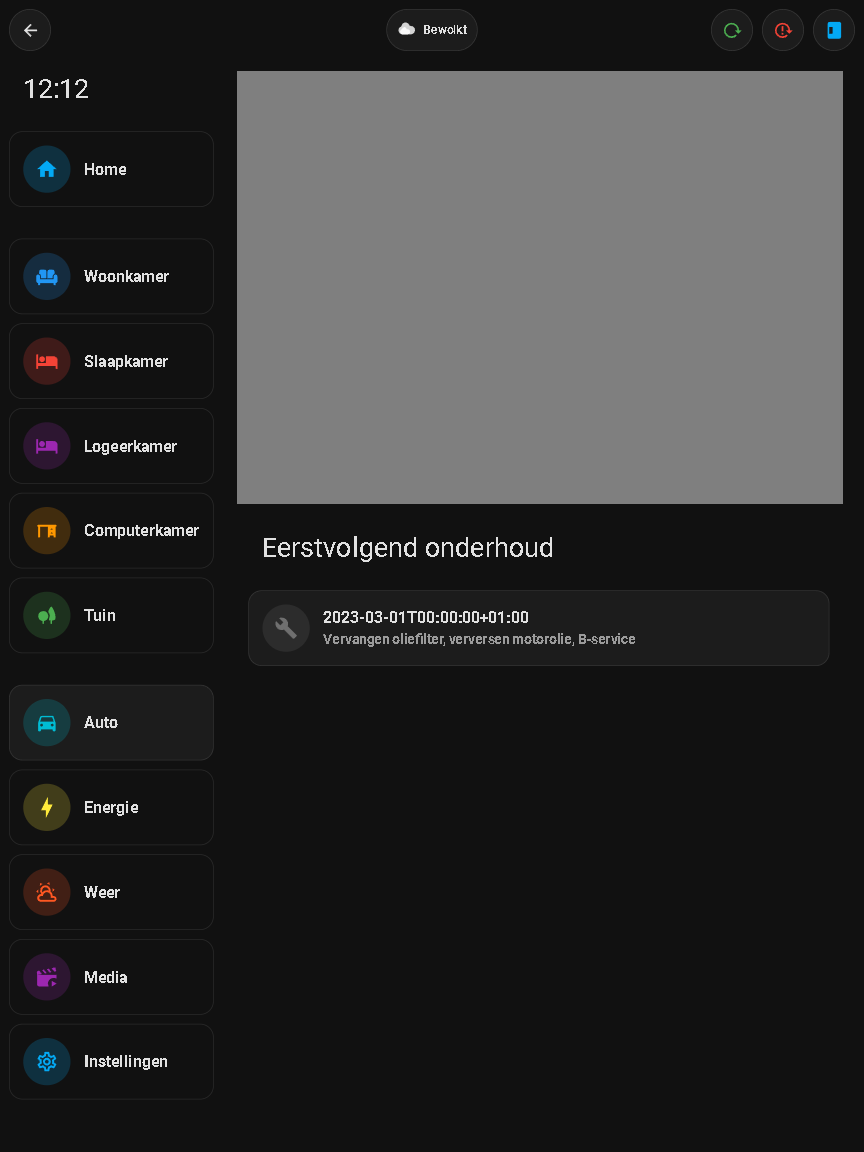 Bewolkt
12:12
Home
Woonkamer
Slaapkamer
Logeerkamer
Computerkamer
Tuin
Auto
Energie
Weer
Media
Instellingen
Eerstvolgend onderhoud
2023-03-01T00:00:00+01:00
Vervangen oliefilter, verversen motorolie, B-service